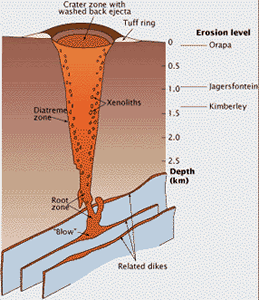 Crater zone with
washed back ejecta
Tuff ring
Erosion level
0
Orapa
0.5
Xenoliths
Jagersfontein
1.0
Diatreme
zone
Kimberley
1.5
2.0
2.5
Depth
(km)
Root
zone
"Blow"
Related dikes